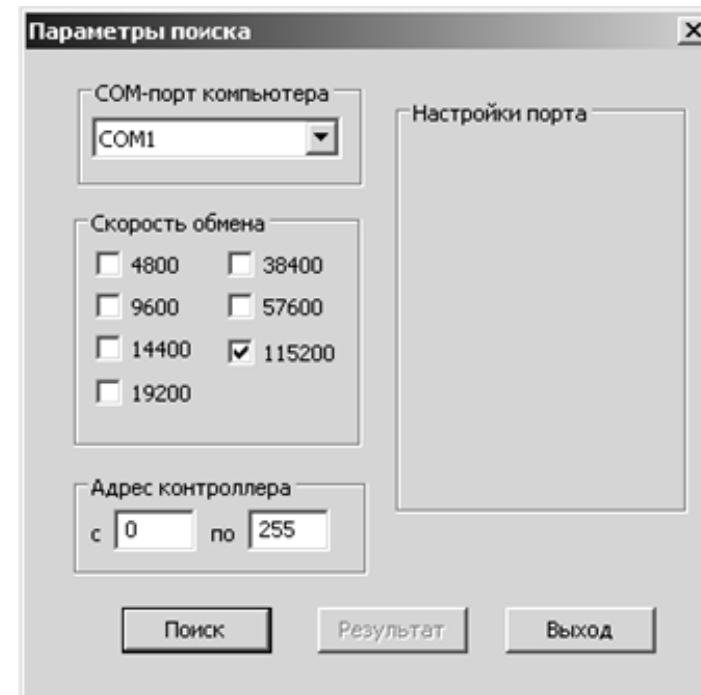 Параметры поиска
COM-порт компьютера
COM1
Настройки порта
Скорость обмена
4800 38400
9600 57600
14400 115200
19200
Адрес контроллера
с 0 по 255
Поиск Результат Выход